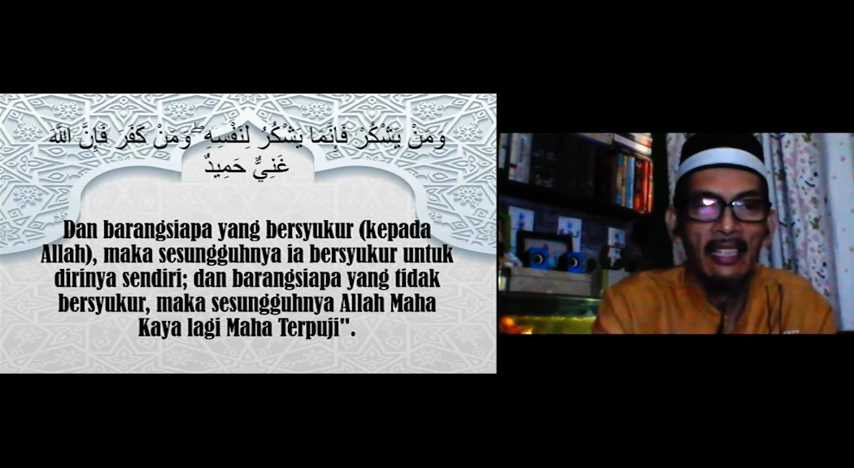 وَمَنْ يَشْكُرْ فَإِنَّمَا يَشْكُرُ لِنَفْسِهِ ۖ وَمَنْ كَفَرَ فَإِنَّ اللَّهَ
غَنِيٌّ حَمِيدٌ
Dan barangsiapa yang bersyukur (kepada
Allah), maka sesungguhnya ia bersyukur untuk
dirinya sendiri; dan barangsiapa yang tidak
bersyukur, maka sesungguhnya Allah Maha
Kaya lagi Maha Terpuji".